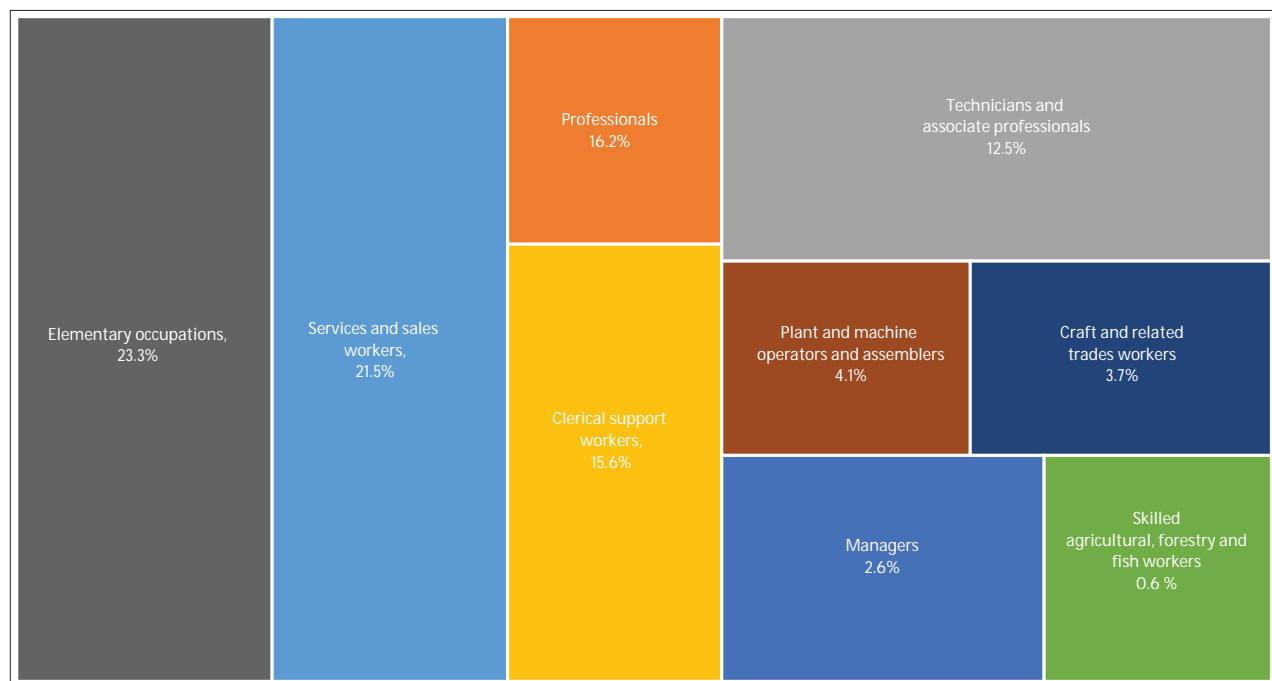 Elementary occupations,
23.3%
Services and sales
workers,
21.5%
Professionals
16.2%
Clerical support
workers,
15.6%
Technicians and
associate professionals
12.5%
Plant and machine
operators and assemblers
4.1%
Craft and related
trades workers
3.7%
Managers
2.6%
Skilled
agricultural, forestry and
fish workers
0.6 %